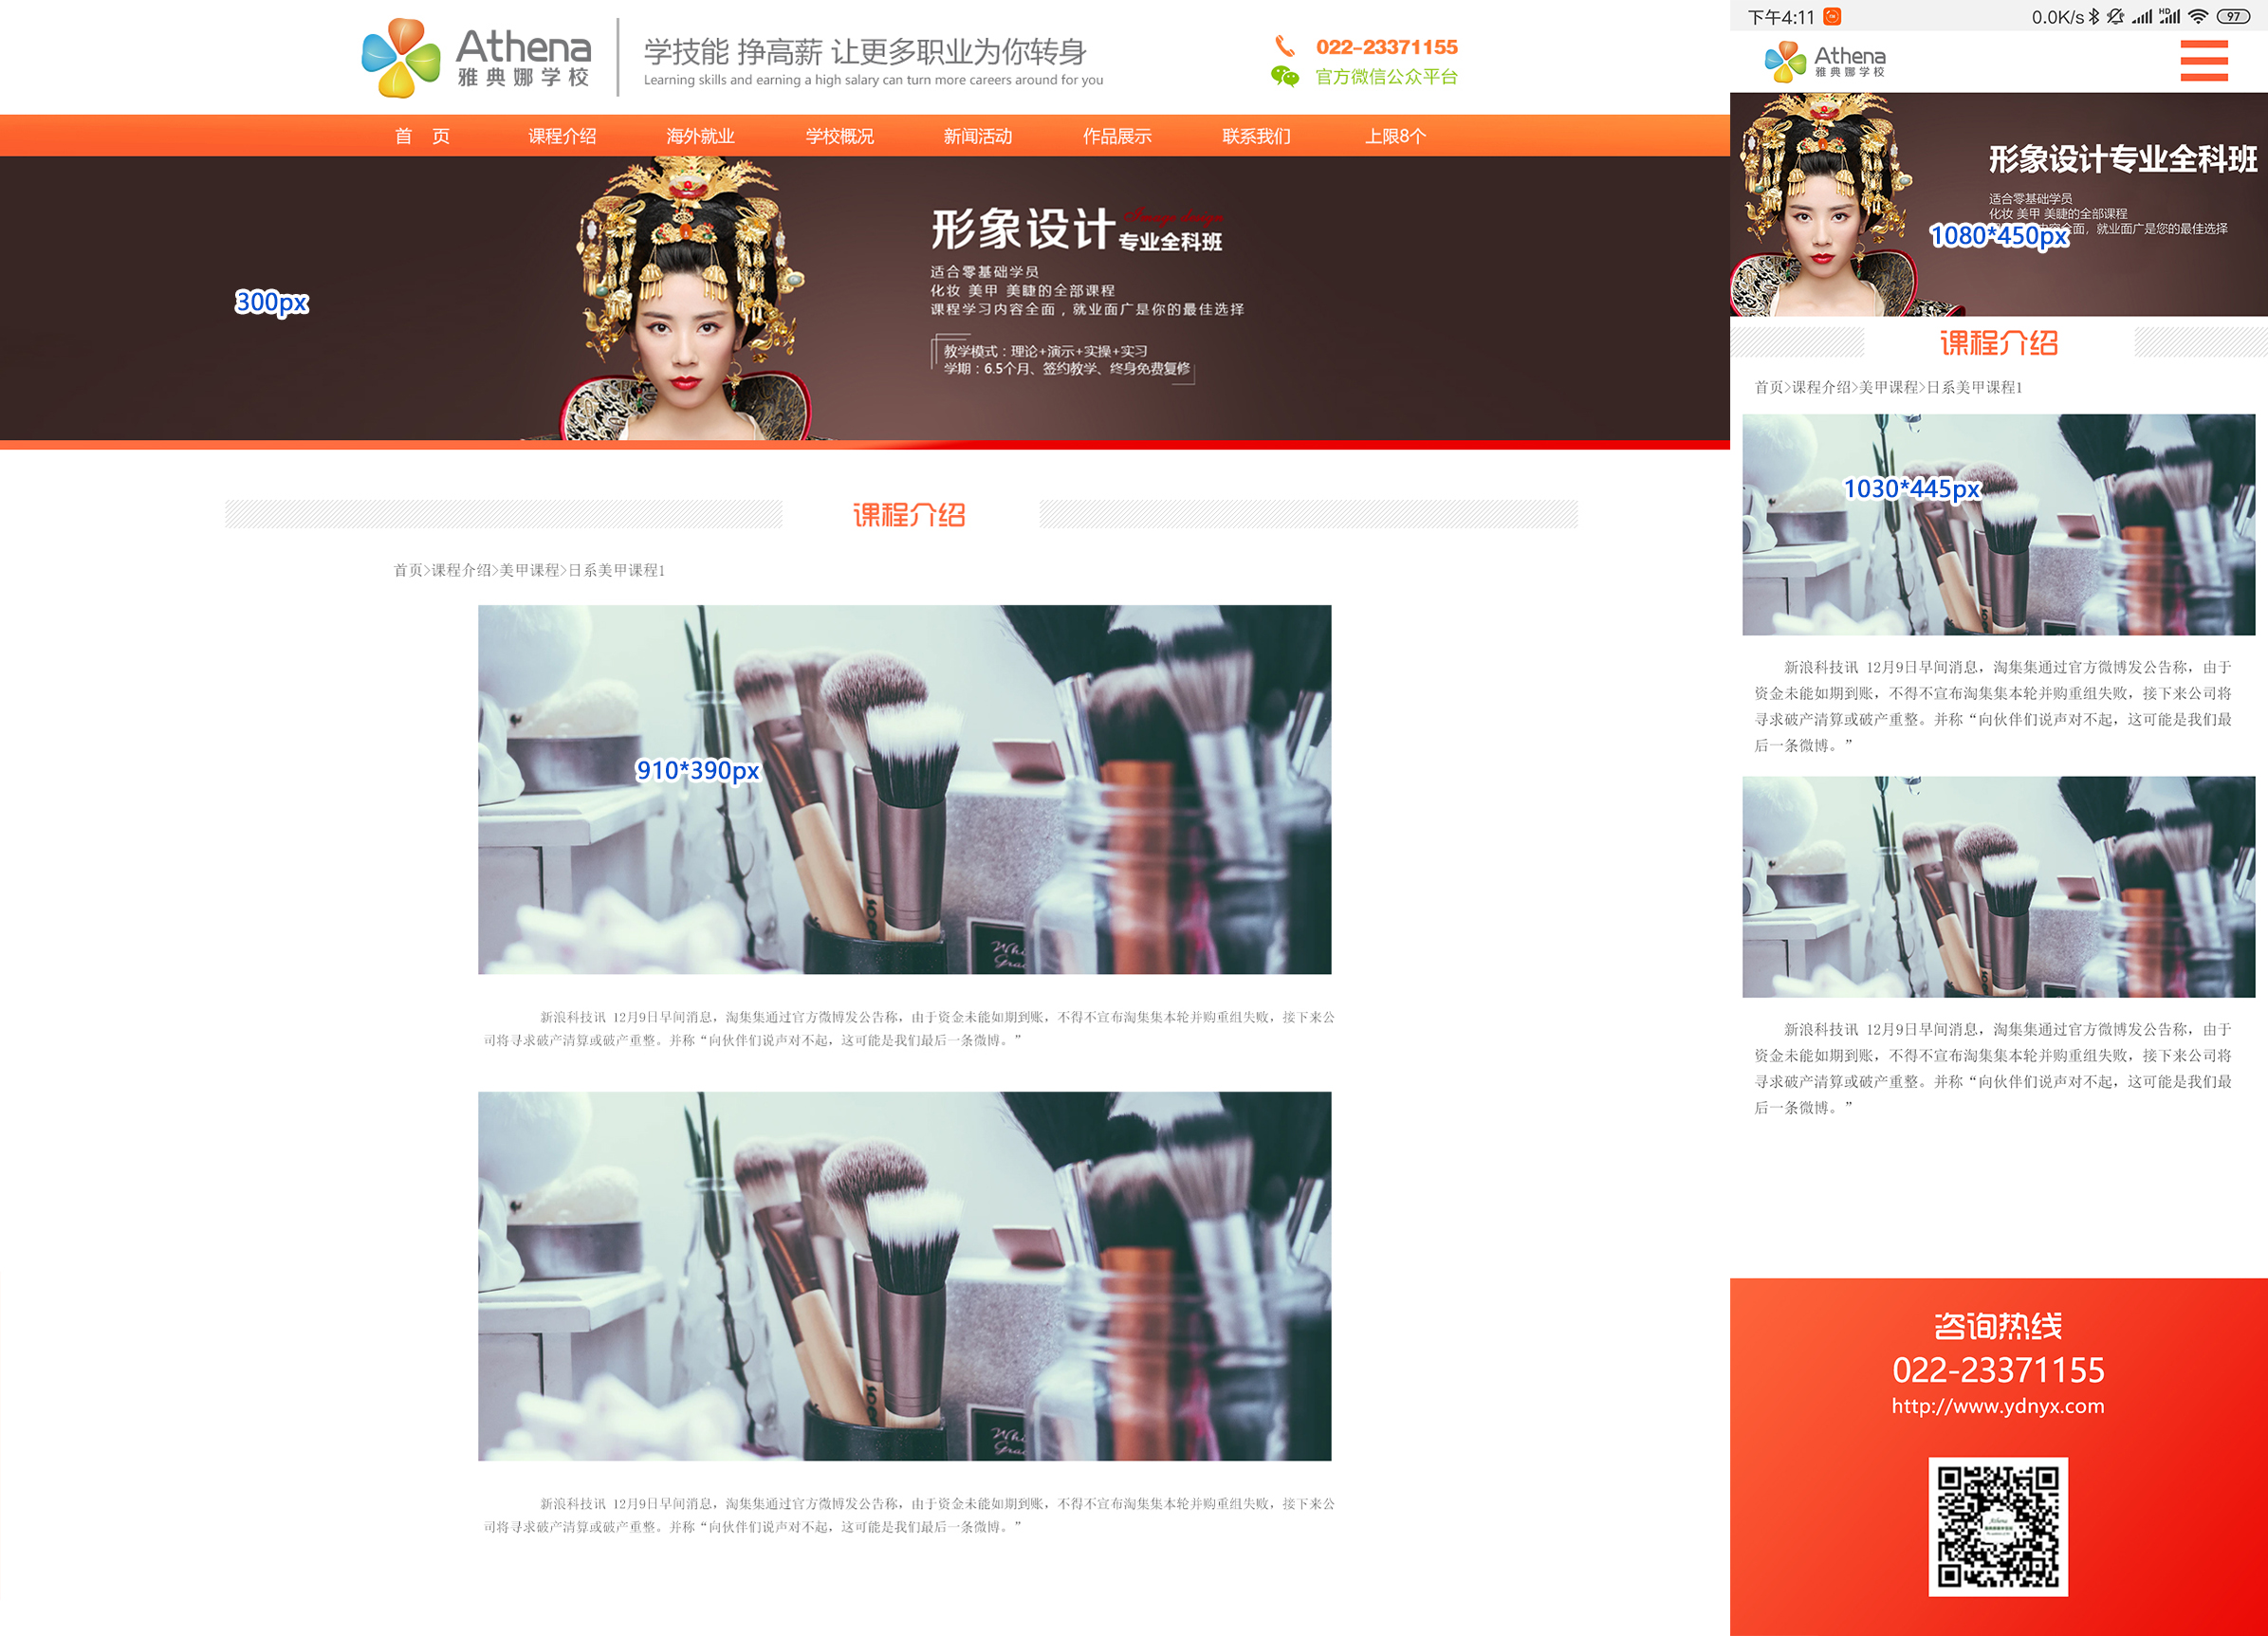 Athena
雅典娜学校
学技能 挣高薪 让更多职业为你转身
Learning skills and earning a high salary can turn more careers around for you
022-23371155
官方微信公众平台
首 页 课程介绍 海外就业 学校概况 新闻活动 作品展示 联系我们 上限8个
300px
形象设计
Image design
专业全科班
适合零基础学员
化妆 美甲 美睫的全部课程
课程学习内容全面，就业面广是你的最佳选择
教学模式：理论+演示+实操+实习
学期：6.5个月、签约教学、终身免费复修
课程介绍
首页>课程介绍>美甲课程>日系美甲课程1
910*390px
新浪科技讯 12月9日早间消息，淘集集通过官方微博发公告称，由于资金未能如期到账，不得不宣布淘集集本轮并购重组失败，接下来公
司将寻求破产清算或破产重整。并称“向伙伴们说声对不起，这可能是我们最后一条微博。”
新浪科技讯 12月9日早间消息，淘集集通过官方微博发公告称，由于资金未能如期到账，不得不宣布淘集集本轮并购重组失败，接下来公
司将寻求破产清算或破产重整。并称“向伙伴们说声对不起，这可能是我们最后一条微博。”
下午4:11
0.0K/s HD 97
Athena
雅典娜学校
形象设计专业全科班
适合零基础学员
化妆 美甲 美睫的全部课程
全面，就业面广是您的最佳选择
1080*450px
课程介绍
首页>课程介绍>美甲课程>日系美甲课程1
1030*445px
新浪科技讯 12月9日早间消息，淘集集通过官方微博发公告称，由于
资金未能如期到账，不得不宣布淘集集本轮并购重组失败，接下来公司将
寻求破产清算或破产重整。并称“向伙伴们说声对不起，这可能是我们最
后一条微博。”
新浪科技讯 12月9日早间消息，淘集集通过官方微博发公告称，由于
资金未能如期到账，不得不宣布淘集集本轮并购重组失败，接下来公司将
寻求破产清算或破产重整。并称“向伙伴们说声对不起，这可能是我们最
后一条微博。”
咨询热线
022-23371155
http://www.ydnyx.com